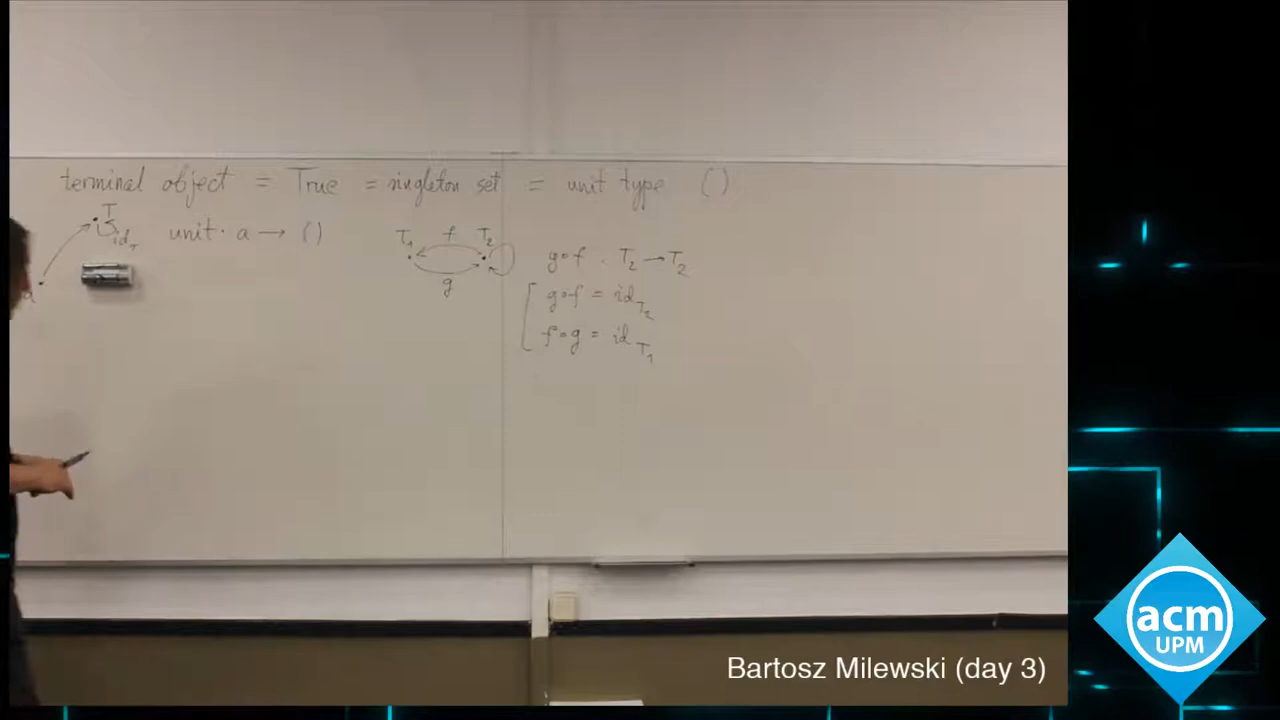 terminal object = True = singleton set = unit type ()
T
id_T
a
unit : a → ()
T₁ f T₂
g
g∘f : T₂ → T₂
g∘f = id_T₂
f∘g = id_T₁
Bartosz Milewski (day 3)
acm
UPM